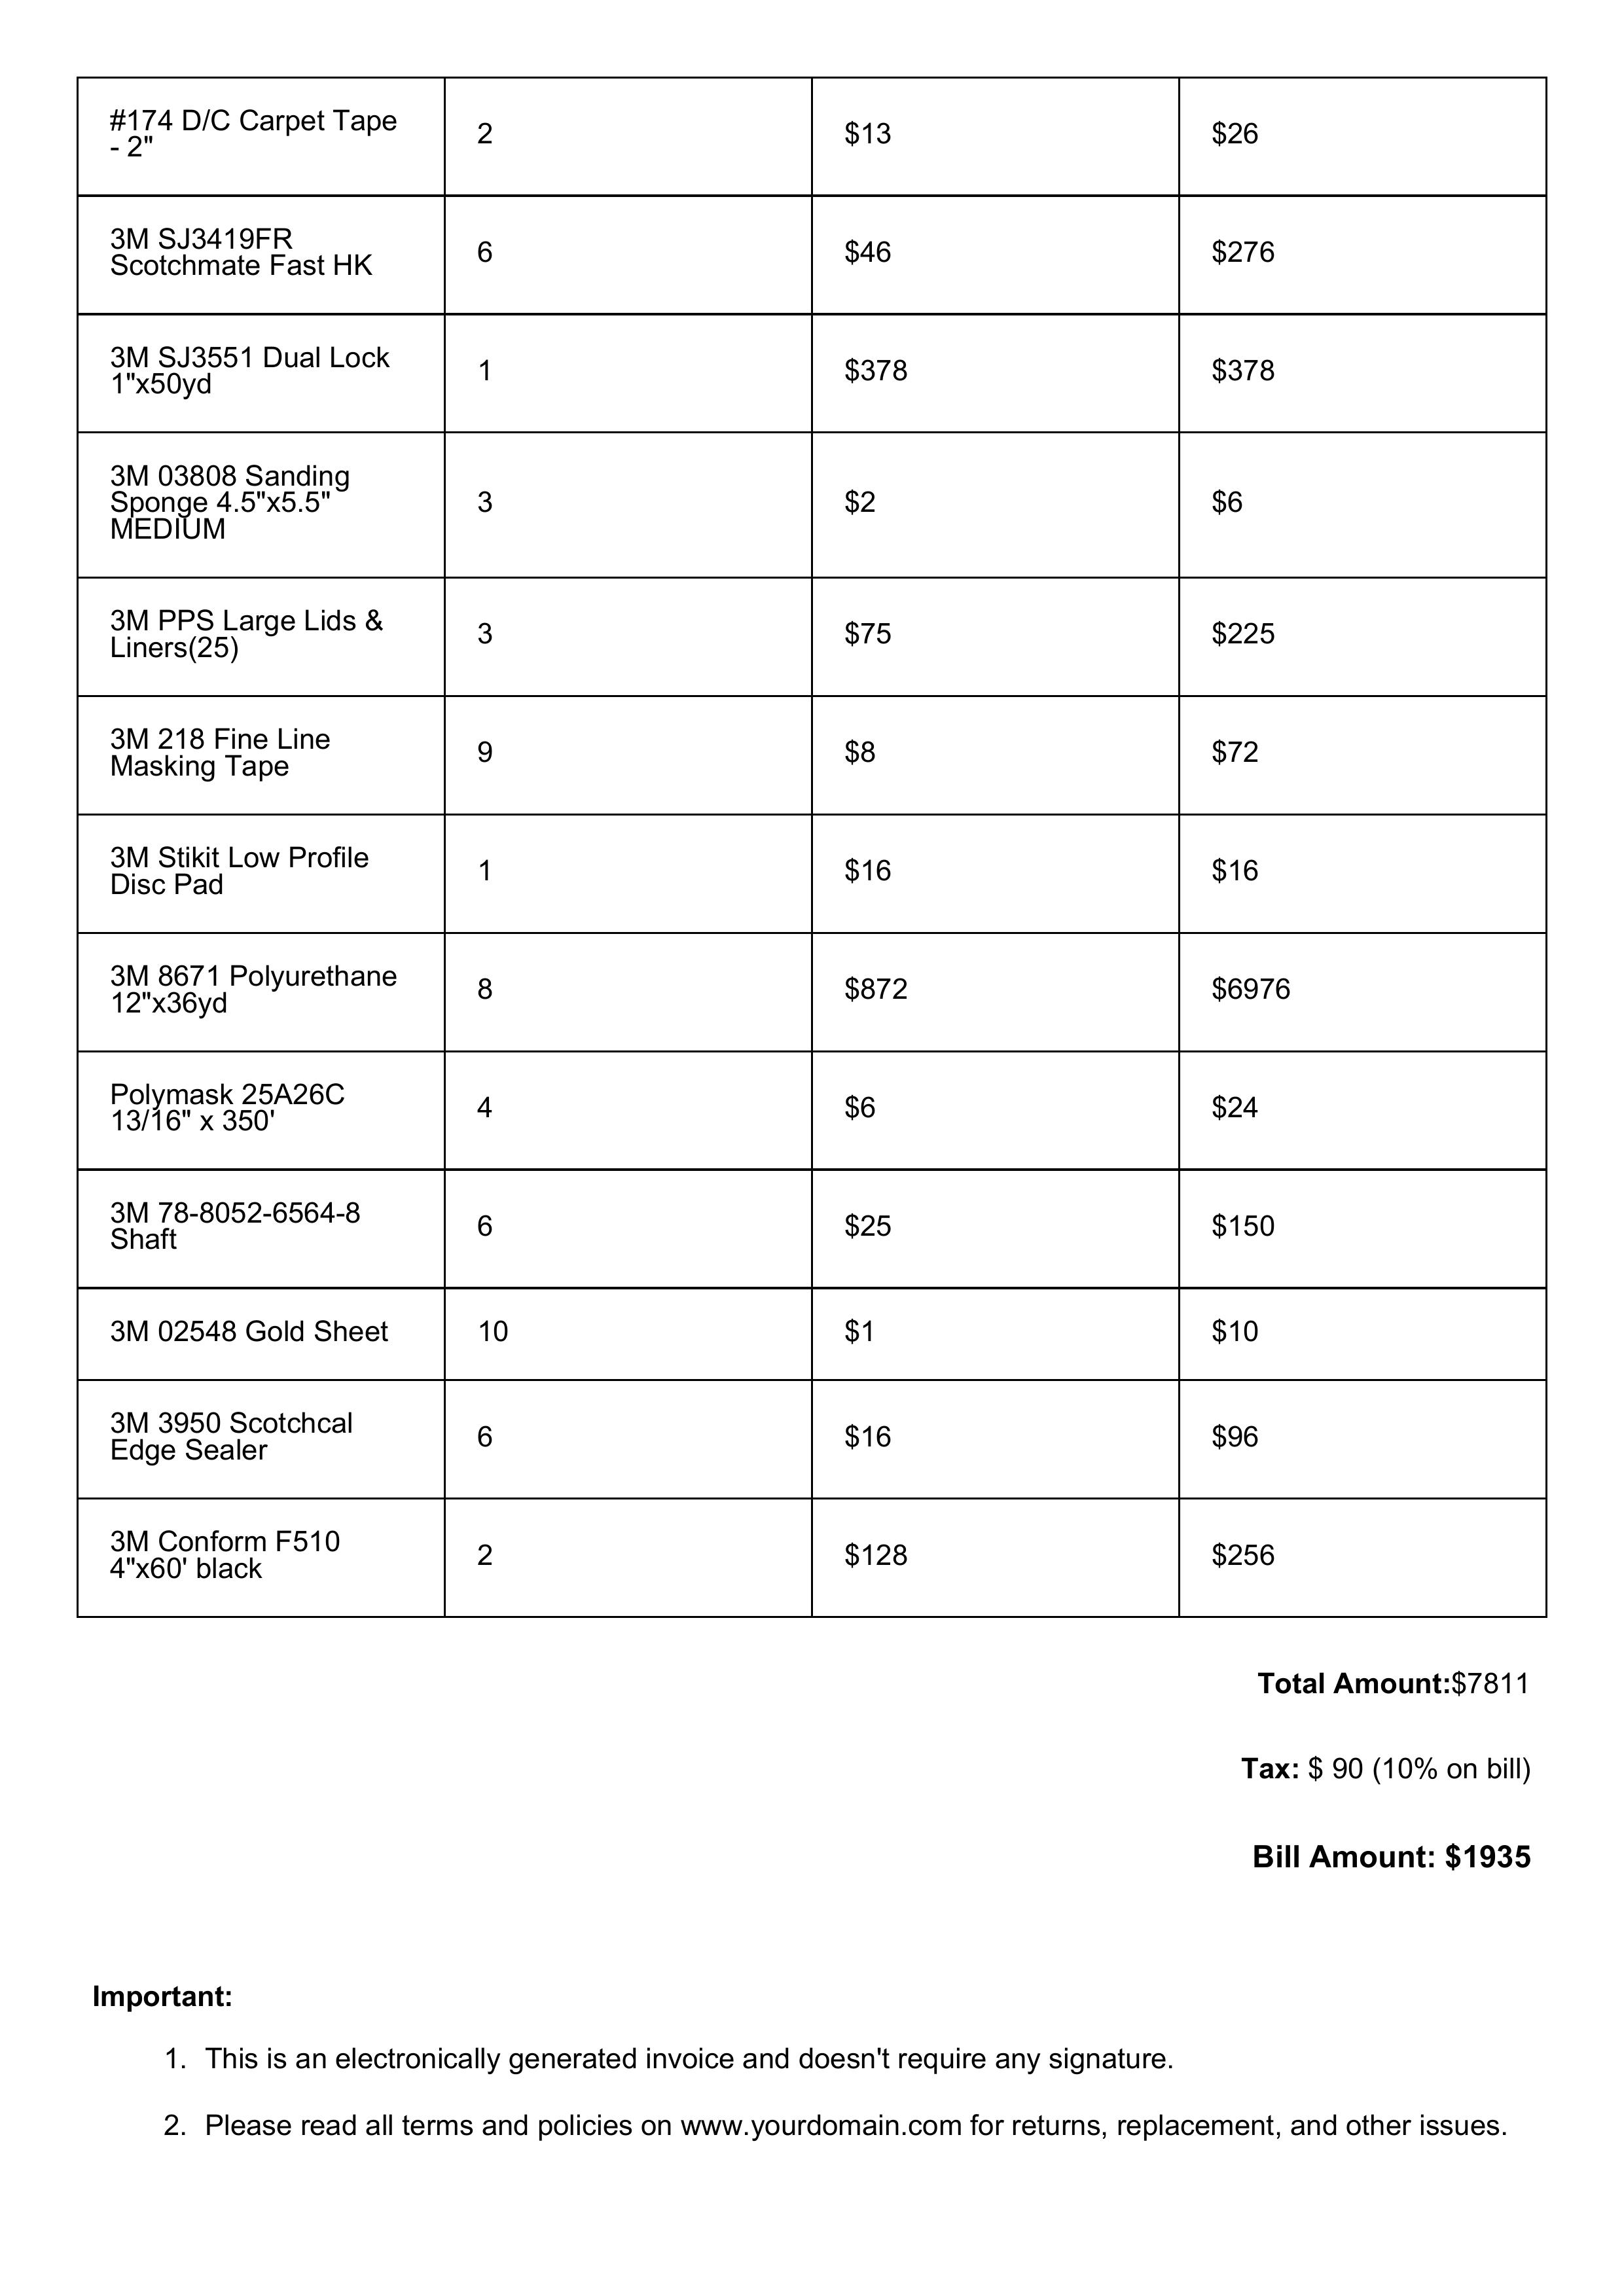 #174 D/C Carpet Tape
- 2"
2
$13
$26
3M SJ3419FR
Scotchmate Fast HK
6
$46
$276
3M SJ3551 Dual Lock
1"x50yd
1
$378
$378
3M 03808 Sanding
Sponge 4.5"x5.5"
MEDIUM
3
$2
$6
3M PPS Large Lids &
Liners(25)
3
$75
$225
3M 218 Fine Line
Masking Tape
9
$8
$72
3M Stikit Low Profile
Disc Pad
1
$16
$16
3M 8671 Polyurethane
12"x36yd
8
$872
$6976
Polymask 25A26C
13/16" x 350'
4
$6
$24
3M 78-8052-6564-8
Shaft
6
$25
$150
3M 02548 Gold Sheet
10
$1
$10
3M 3950 Scotchcal
Edge Sealer
6
$16
$96
3M Conform F510
4"x60' black
2
$128
$256
Total Amount:$7811
Tax: $ 90 (10% on bill)
Bill Amount: $1935
Important:
1. This is an electronically generated invoice and doesn't require any signature.
2. Please read all terms and policies on www.yourdomain.com for returns, replacement, and other issues.